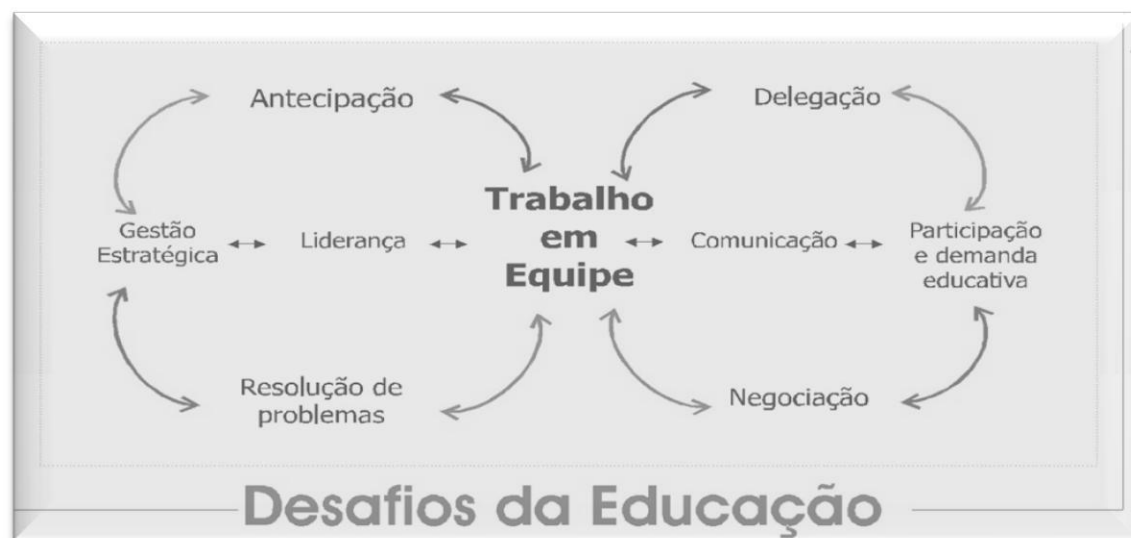 Antecipação
Delegação
Trabalho
em
Equipe
Gestão
Estratégica
Liderança
Comunicação
Participação
e demanda
educativa
Resolução de
problemas
Negociação
Desafios da Educação